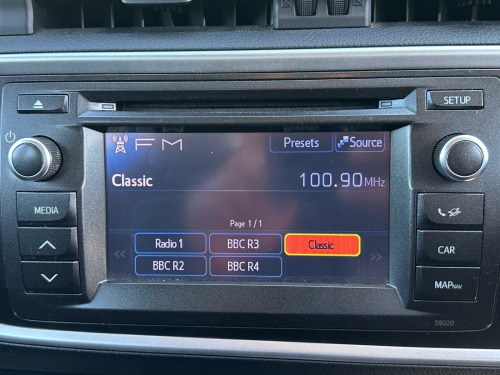 SETUP
FM
Presets
Source
Classic
100.90MHz
MEDIA
Page 1/1
Radio 1
BBC R3
Classic
CAR
BBC R2
BBC R4
MAP NAV
59020